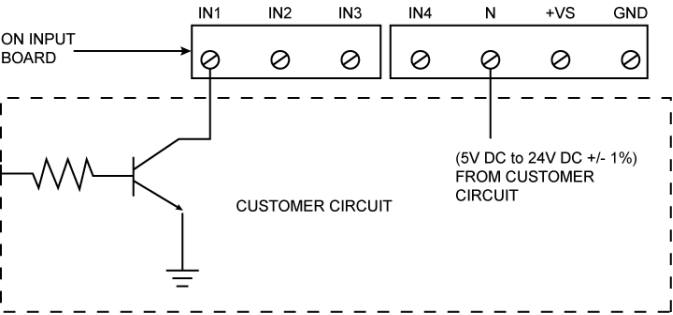 IN1 IN2 IN3 IN4 N +VS GND
ON INPUT
BOARD
(5V DC to 24V DC +/- 1%)
FROM CUSTOMER
CIRCUIT
CUSTOMER CIRCUIT